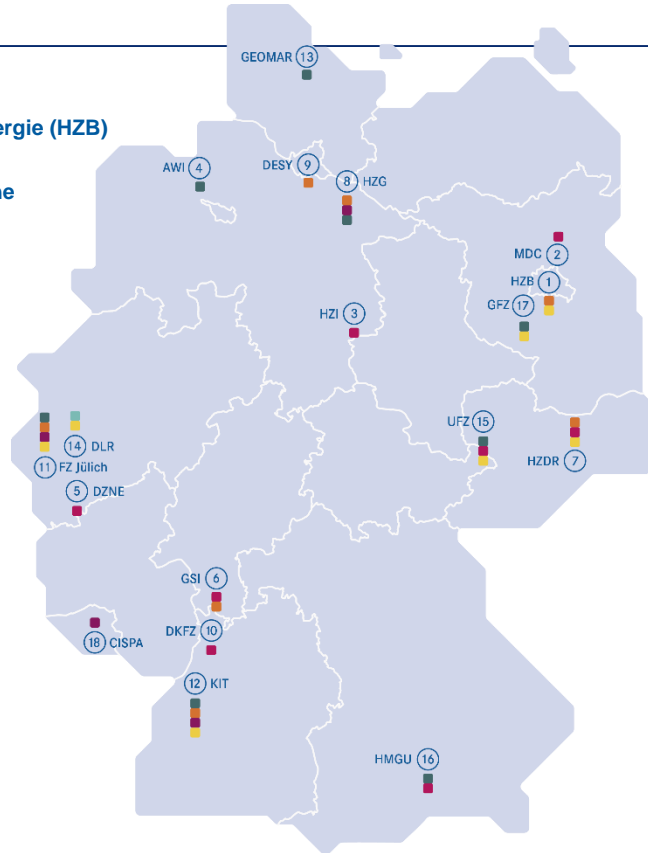 GEOMAR 13
ergie (HZB)
AWI 4
DESY 9
8 HZG
ne
MDC 2
HZB 1
GFZ 17
HZI 3
UFZ 15
14 DLR
HZDR 7
11 FZ Jülich
5 DZNE
GSI 6
DKFZ 10
18 CISPA
12 KIT
HMGU 16